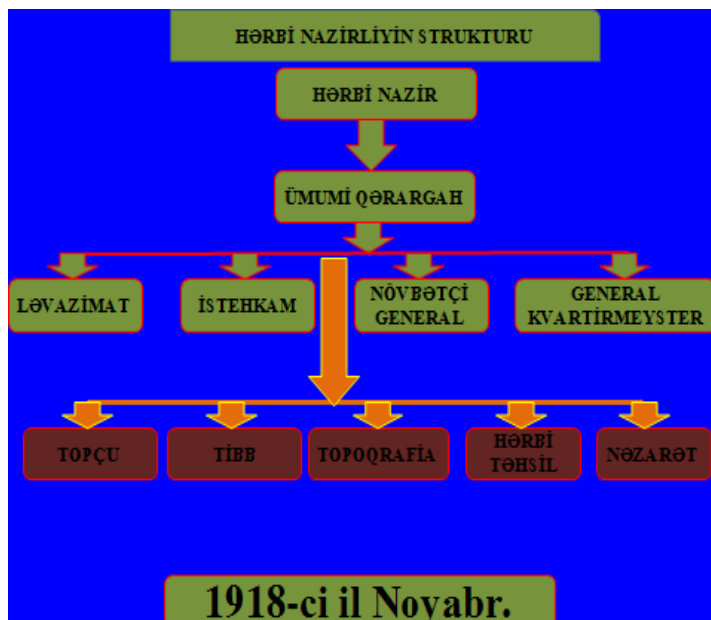 HƏRBİ NAZİRLİYİN STRUKTURU
HƏRBİ NAZİR
ÜMUMİ QƏRARGAH
LƏVAZİMAT
İSTEHKAM
NÖVBƏTÇİ
GENERAL
GENERAL
KVARTİRMEYSTER
TOPÇU
TİBB
TOPOQRAFİA
HƏRBİ
TƏHSİL
NƏZARƏT
1918-ci il Noyabr.